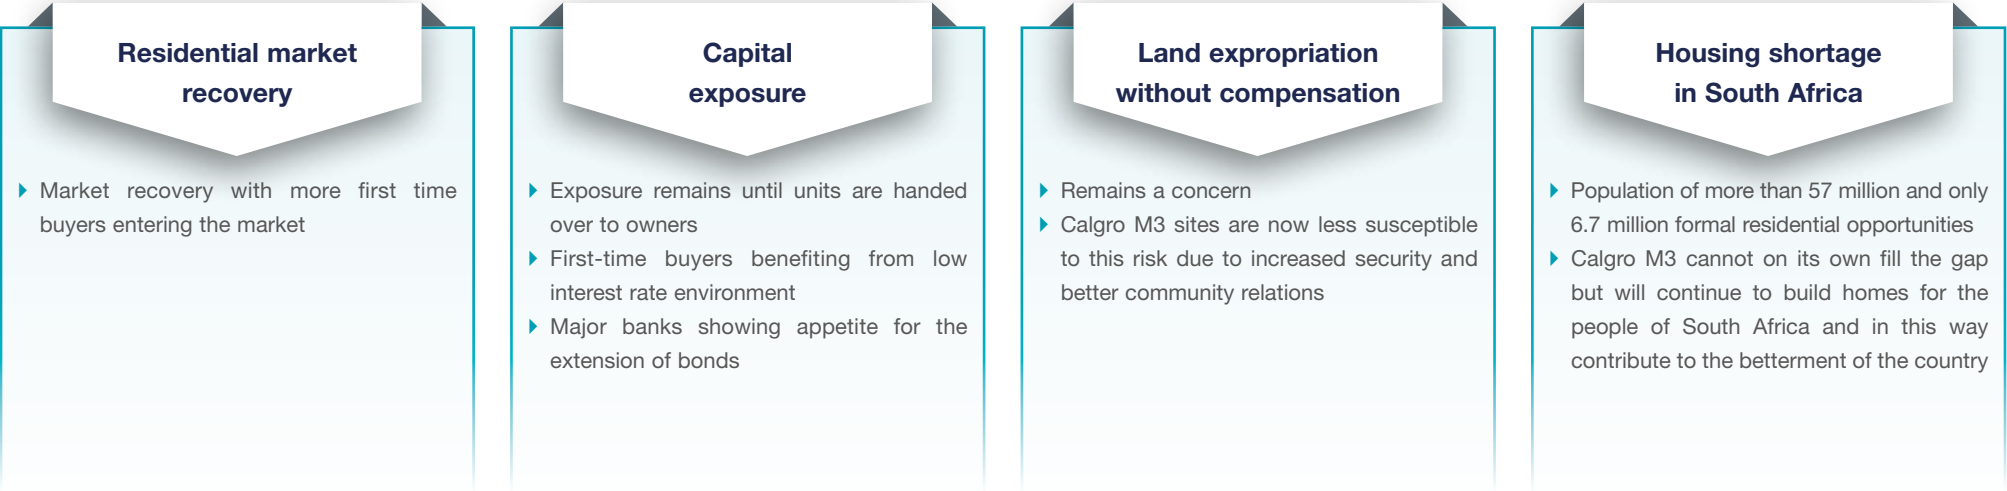 Residential market
recovery
Market recovery with more first time
buyers entering the market
Capital
exposure
Exposure remains until units are handed
over to owners
First-time buyers benefiting from low
interest rate environment
Major banks showing appetite for the
extension of bonds
Land expropriation
without compensation
Remains a concern
Calgro M3 sites are now less susceptible
to this risk due to increased security and
better community relations
Housing shortage
in South Africa
Population of more than 57 million and only
6.7 million formal residential opportunities
Calgro M3 cannot on its own fill the gap
but will continue to build homes for the
people of South Africa and in this way
contribute to the betterment of the country